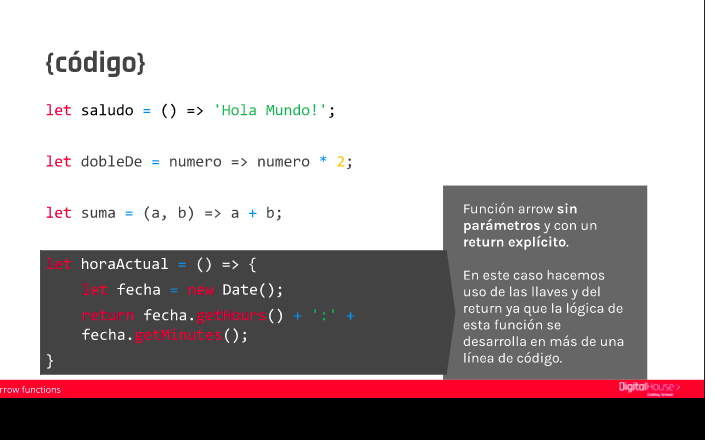 {código}
let saludo = () => 'Hola Mundo!';
let dobleDe = numero => numero * 2;
let suma = (a, b) => a + b;
let horaActual = () => {
let fecha = new Date();
return fecha.getHours() + ':' +
fecha.getMinutes();
}
Función arrow sin
parámetros y con un
return explícito.
En este caso hacemos
uso de las llaves y del
return ya que la lógica de
esta función se
desarrolla en más de una
línea de código.
rrow functions
DigitalHouse>
Coding School